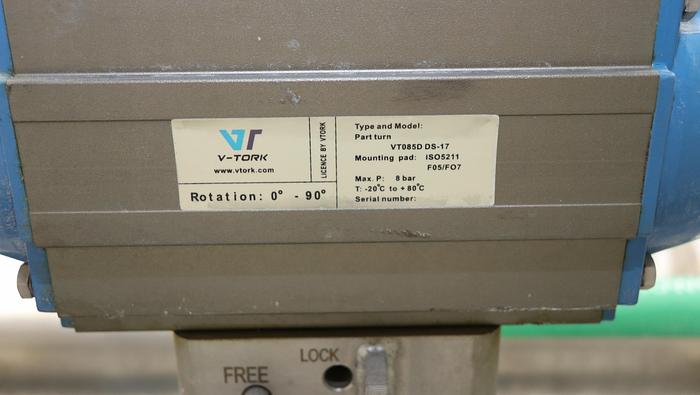 VT
V-TORK
www.vtork.com
LICENCE BY VTORK
Rotation: 0° - 90°
Type and Model:
Part turn
VT085D DS-17
Mounting pad: ISO5211
F05/FO7
Max. P: 8 bar
T: -20°C to +80°C
Serial number:
LOCK
FREE